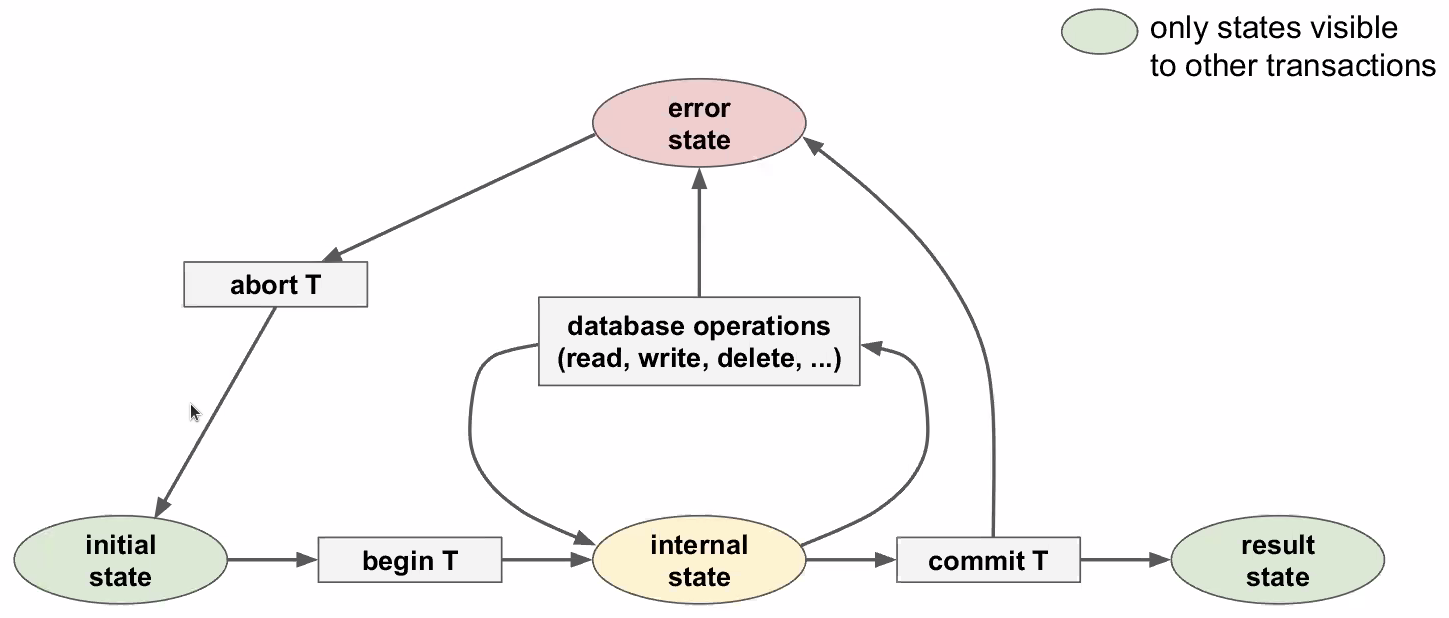 only states visible
to other transactions
error
state
abort T
database operations
(read, write, delete, ...)
initial
state
begin T
internal
state
commit T
result
state